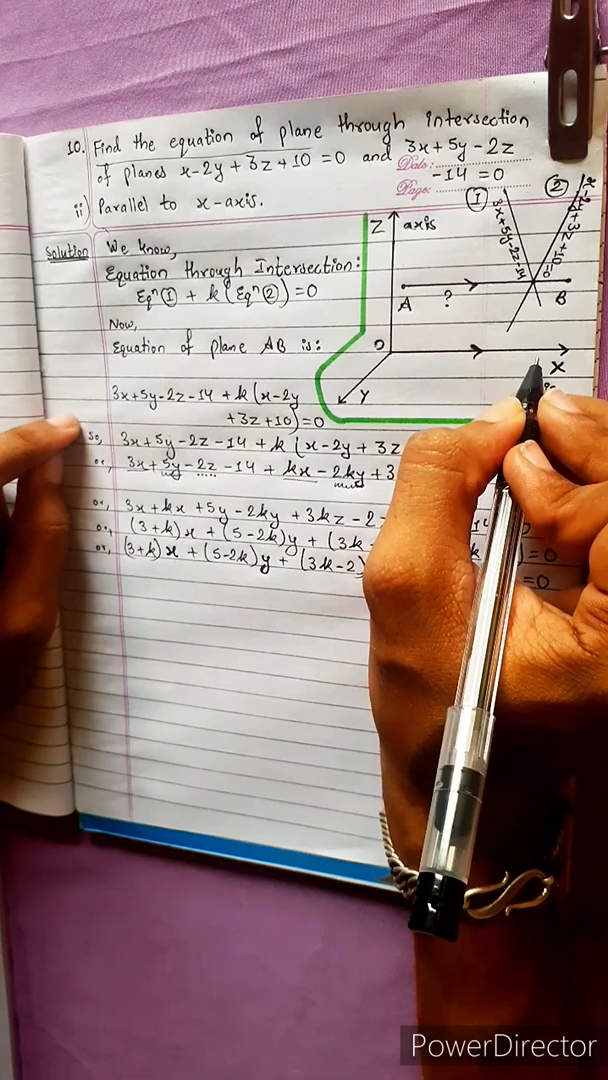 10. Find the equation of plane through intersection
of planes x-2y+3z+10=0 and 3x+5y-2z
Date:
-14=0
Page:
ii) Parallel to x-axis.
① ②
Z axis
3x+5y-2z-14
x-2y+3z+10=0
Solution We know,
Equation through Intersection:
Eqⁿ① + k(Eqⁿ②)=0
A ? B
Now,
Equation of plane AB is:
O X
Y
3x+5y-2z-14+k(x-2y
+3z+10)=0
So, 3x+5y-2z-14+k(x-2y+3z
or, 3x+5y-2z-14+kx-2ky+3
or, 3x+kx+5y-2ky+3kz-2
or, (3+k)x+(5-2k)y+(3k
or, (3+k)x+(5-2k)y+(3k-2) )=0
=0
PowerDirector